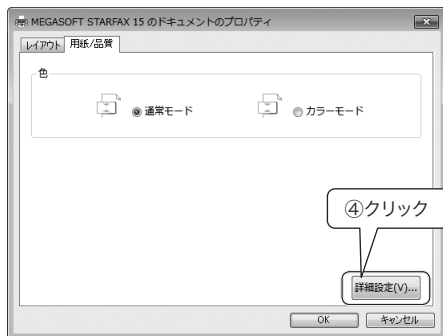 MEGASOFT STARFAX 15 のドキュメントのプロパティ
レイアウト 用紙/品質
色
通常モード カラーモード
④クリック
詳細設定(V)...
OK キャンセル